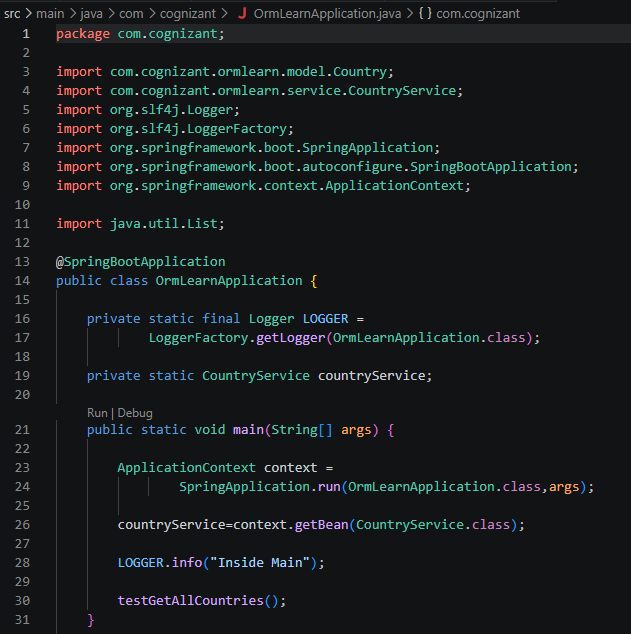 src > main > java > com > cognizant > J OrmLearnApplication.java > {} com.cognizant
1 package com.cognizant;
2
3 import com.cognizant.ormlearn.model.Country;
4 import com.cognizant.ormlearn.service.CountryService;
5 import org.slf4j.Logger;
6 import org.slf4j.LoggerFactory;
7 import org.springframework.boot.SpringApplication;
8 import org.springframework.boot.autoconfigure.SpringBootApplication;
9 import org.springframework.context.ApplicationContext;
10
11 import java.util.List;
12
13 @SpringBootApplication
14 public class OrmLearnApplication {
15
16     private static final Logger LOGGER =
17             LoggerFactory.getLogger(OrmLearnApplication.class);
18
19     private static CountryService countryService;
20
Run | Debug
21     public static void main(String[] args) {
22
23         ApplicationContext context =
24                 SpringApplication.run(OrmLearnApplication.class,args);
25
26         countryService=context.getBean(CountryService.class);
27
28         LOGGER.info("Inside Main");
29
30         testGetAllCountries();
31     }